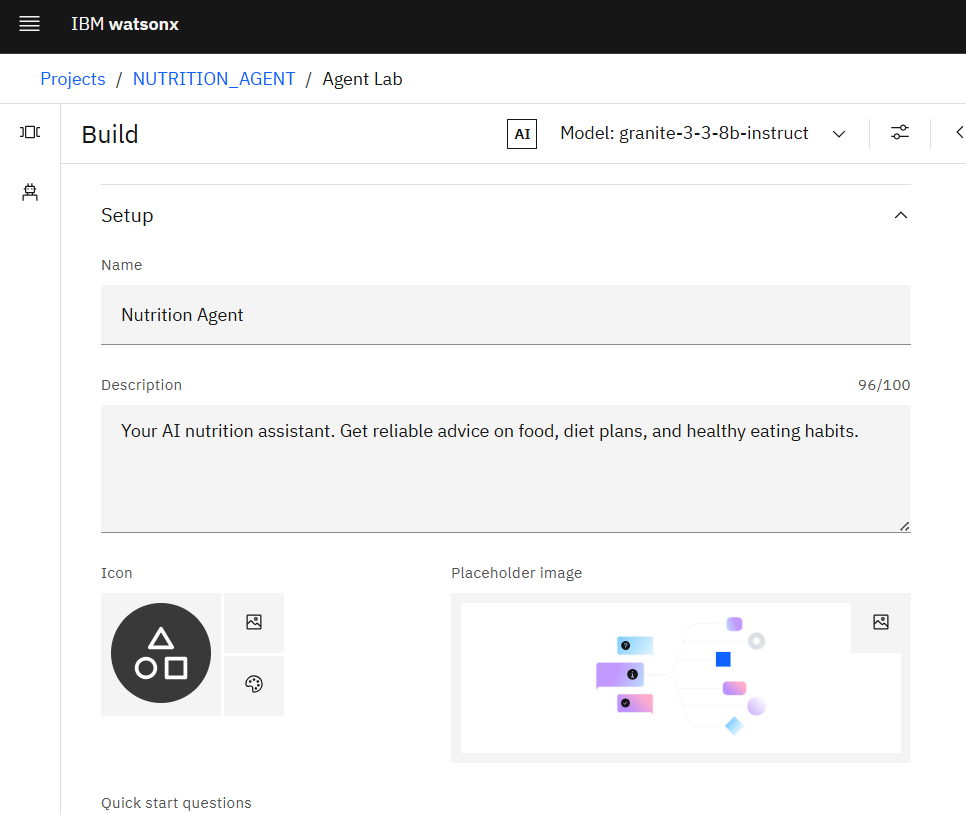 IBM watsonx
Projects / NUTRITION_AGENT / Agent Lab
Build
AI
Model: granite-3-3-8b-instruct
Setup
Name
Nutrition Agent
Description
96/100
Your AI nutrition assistant. Get reliable advice on food, diet plans, and healthy eating habits.
Icon
Placeholder image
Quick start questions